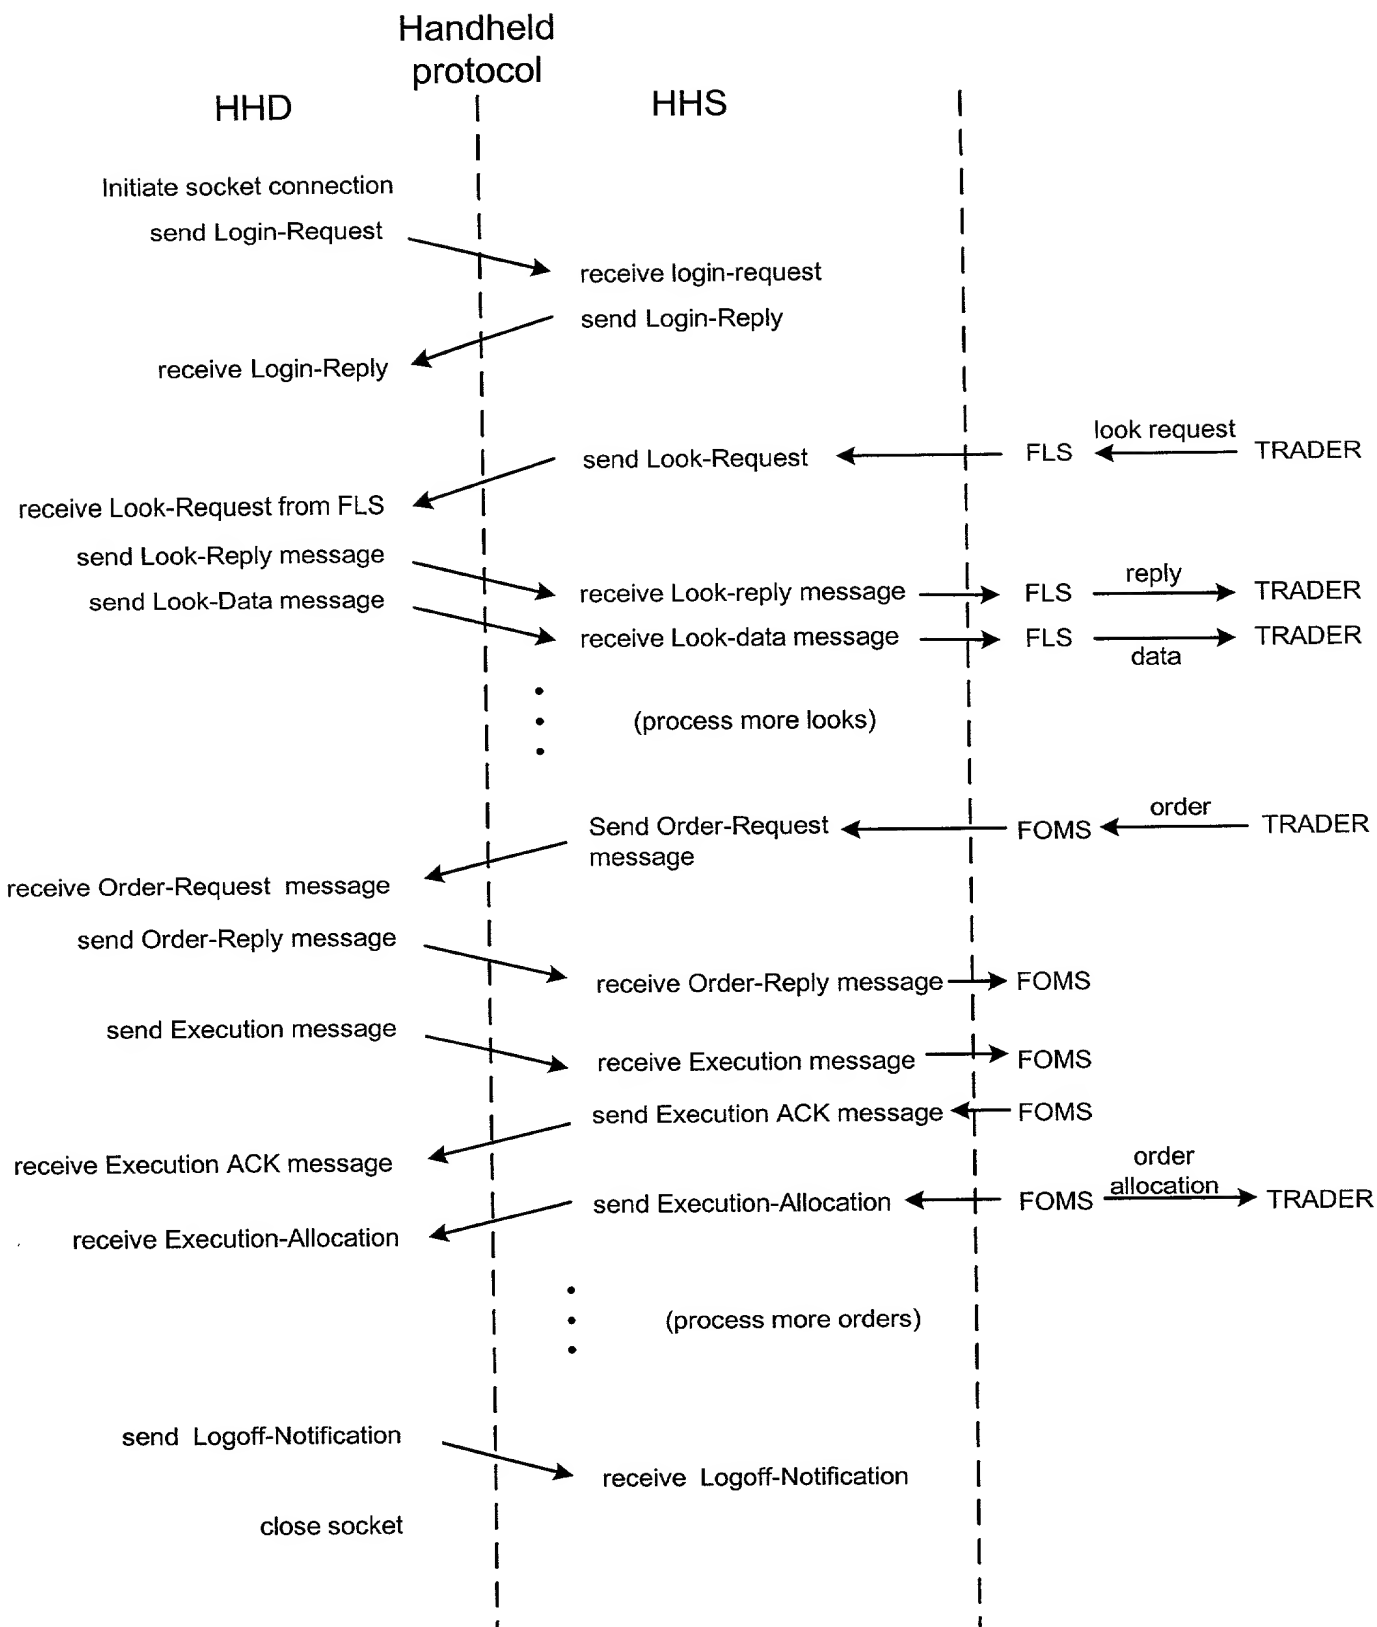 Handheld
protocol
HHD
HHS
Initiate socket connection
send Login-Request
receive login-request
send Login-Reply
receive Login-Reply
look request
send Look-Request
FLS
TRADER
receive Look-Request from FLS
send Look-Reply message
reply
receive Look-reply message
FLS
TRADER
send Look-Data message
receive Look-data message
FLS
TRADER
data
(process more looks)
order
Send Order-Request
message
FOMS
TRADER
receive Order-Request message
send Order-Reply message
receive Order-Reply message
FOMS
send Execution message
receive Execution message
FOMS
send Execution ACK message
FOMS
receive Execution ACK message
order
allocation
send Execution-Allocation
FOMS
TRADER
receive Execution-Allocation
(process more orders)
send Logoff-Notification
receive Logoff-Notification
close socket